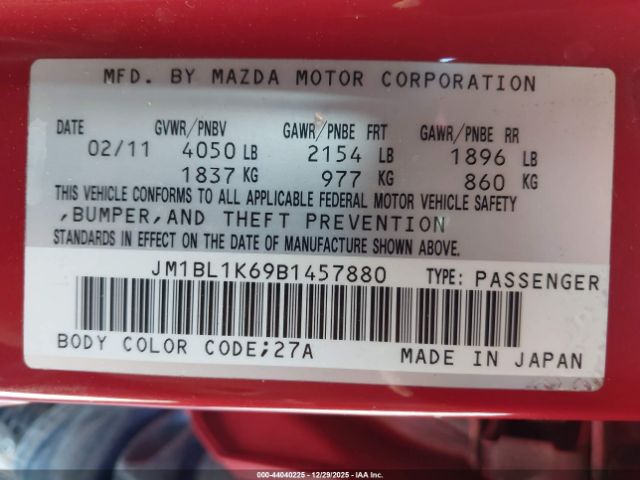 MFD. BY MAZDA MOTOR CORPORATION
DATE GVWR/PNBV GAWR/PNBE FRT GAWR/PNBE RR
02/11 4050 LB 2154 LB 1896 LB
1837 KG 977 KG 860 KG
THIS VEHICLE CONFORMS TO ALL APPLICABLE FEDERAL MOTOR VEHICLE SAFETY
,BUMPER,AND THEFT PREVENTION
STANDARDS IN EFFECT ON THE DATE OF MANUFACTURE SHOWN ABOVE.
JM1BL1K69B1457880 TYPE: PASSENGER
BODY COLOR CODE;27A MADE IN JAPAN
000-44040225 - 12/29/2025 - IAAI, Inc.